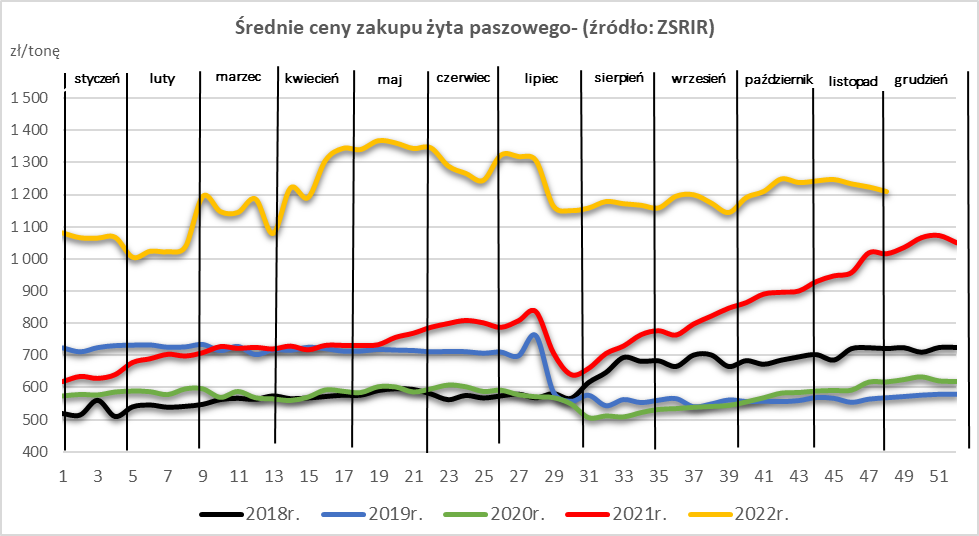 Średnie ceny zakupu żyta paszowego- (źródło: ZSRIR)
zł/tonę
styczeń luty marzec kwiecień maj czerwiec lipiec sierpień wrzesień październik listopad grudzień
1 500
1 400
1 300
1 200
1 100
1 000
900
800
700
600
500
400
1 3 5 7 9 11 13 15 17 19 21 23 25 27 29 31 33 35 37 39 41 43 45 47 49 51
2018r. 2019r. 2020r. 2021r. 2022r.